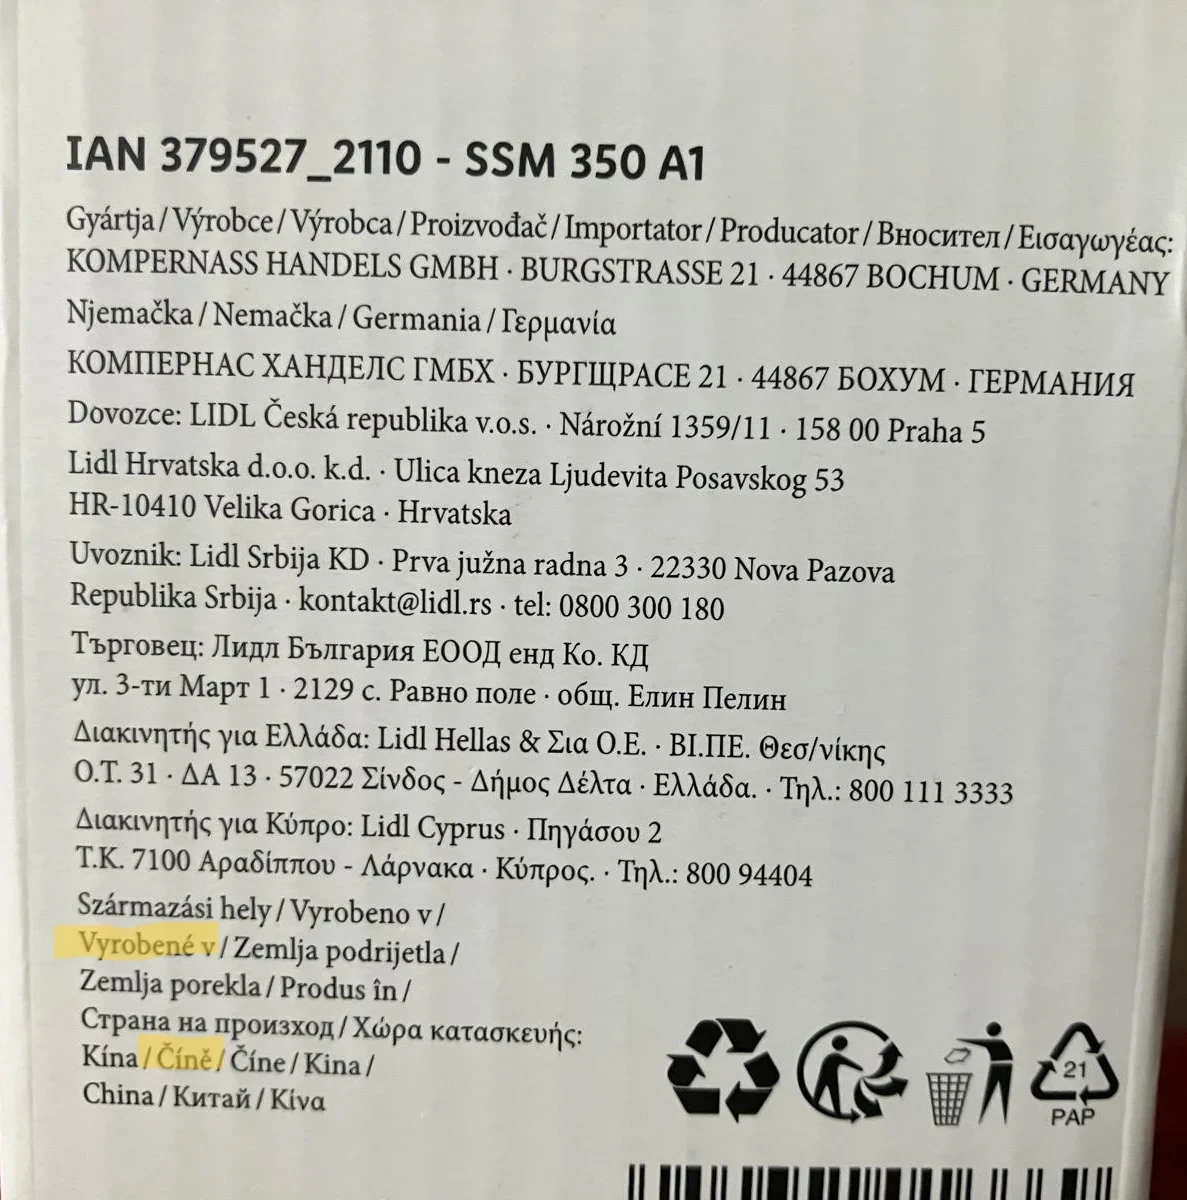 IAN 379527_2110 - SSM 350 A1
Gyártja / Výrobce / Výrobca / Proizvođač / Importator / Producator / Вносител / Εισαγωγέας:
KOMPERNASS HANDELS GMBH · BURGSTRASSE 21 · 44867 BOCHUM · GERMANY
Njemačka / Nemačka / Germania / Γερμανία
КОМПЕРНАС ХАНДЕЛС ГМБХ · БУРГЩРАСЕ 21 · 44867 БОХУМ · ГЕРМАНИЯ
Dovozce: LIDL Česká republika v.o.s. · Nárožní 1359/11 · 158 00 Praha 5
Lidl Hrvatska d.o.o. k.d. · Ulica kneza Ljudevita Posavskog 53
HR-10410 Velika Gorica · Hrvatska
Uvoznik: Lidl Srbija KD · Prva južna radna 3 · 22330 Nova Pazova
Republika Srbija · kontakt@lidl.rs · tel: 0800 300 180
Търговец: Лидл България ЕООД енд Ко. КД
ул. 3-ти Март 1 · 2129 с. Равно поле · общ. Елин Пелин
Διακινητής για Ελλάδα: Lidl Hellas & Σια Ο.Ε. · ΒΙ.ΠΕ. Θεσ/νίκης
Ο.Τ. 31 · ΔΑ 13 · 57022 Σίνδος - Δήμος Δέλτα · Ελλάδα. · Τηλ.: 800 111 3333
Διακινητής για Κύπρο: Lidl Cyprus · Πηγάσου 2
Τ.Κ. 7100 Αραδίππου - Λάρνακα · Κύπρος. · Τηλ.: 800 94404
Származási hely / Vyrobeno v /
Vyrobené v / Zemlja podrijetla /
Zemlja porekla / Produs în /
Страна на произход / Χώρα κατασκευής:
Kína / Číně / Číne / Kina /
China / Китай / Κίνα
21
PAP